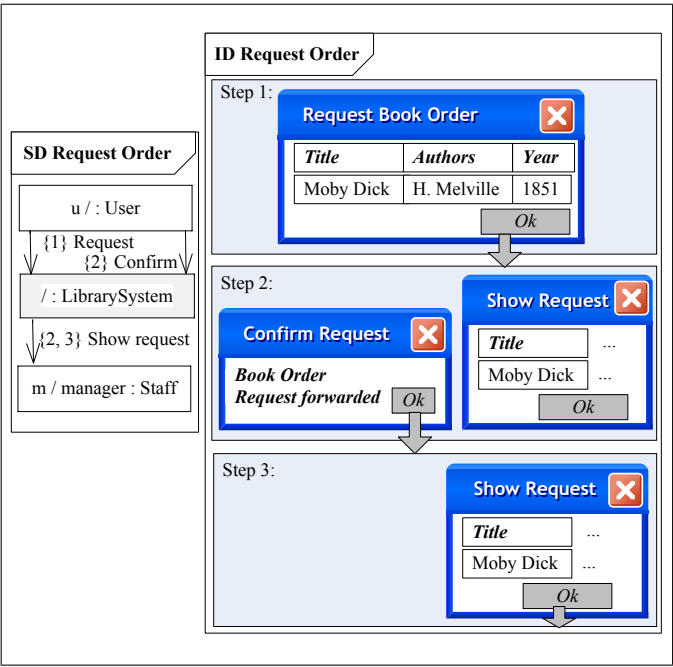 SD Request Order
u / : User
{1} Request
{2} Confirm
/ : LibrarySystem
{2, 3} Show request
m / manager : Staff
ID Request Order
Step 1:
Request Book Order
Title Authors Year
Moby Dick H. Melville 1851
Ok
Step 2:
Confirm Request
Book Order
Request forwarded
Ok
Show Request
Title ...
Moby Dick ...
Ok
Step 3:
Show Request
Title ...
Moby Dick ...
Ok